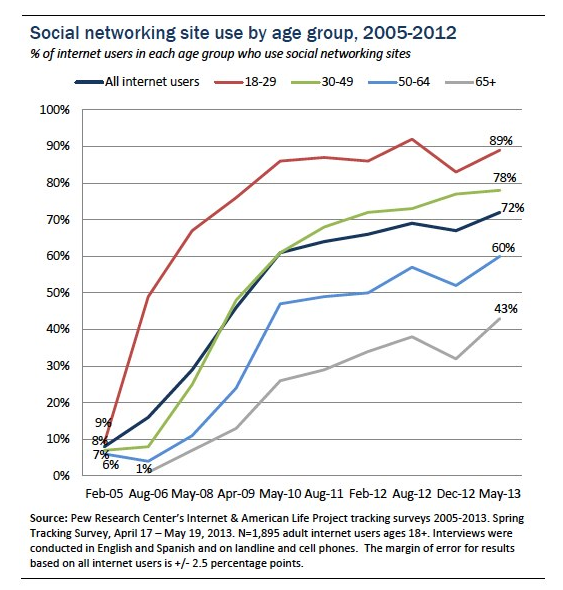 Social networking site use by age group, 2005-2012
% of internet users in each age group who use social networking sites
All internet users 18-29 30-49 50-64 65+
100%
90%
80%
70%
60%
50%
40%
30%
20%
10%
0%
89%
78%
72%
60%
43%
9%
8%
7%
6%
1%
Feb-05 Aug-06 May-08 Apr-09 May-10 Aug-11 Feb-12 Aug-12 Dec-12 May-13
Source: Pew Research Center's Internet & American Life Project tracking surveys 2005-2013. Spring
Tracking Survey, April 17 – May 19, 2013. N=1,895 adult internet users ages 18+. Interviews were
conducted in English and Spanish and on landline and cell phones. The margin of error for results
based on all internet users is +/- 2.5 percentage points.